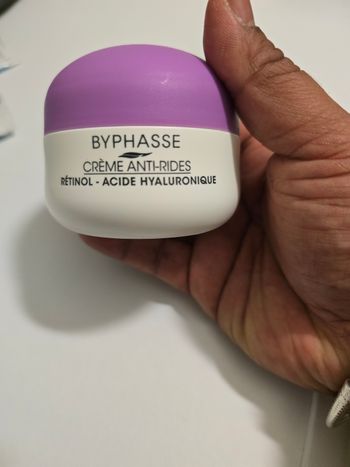 BYPHASSE
CRÈME ANTI-RIDES
RÉTINOL - ACIDE HYALURONIQUE